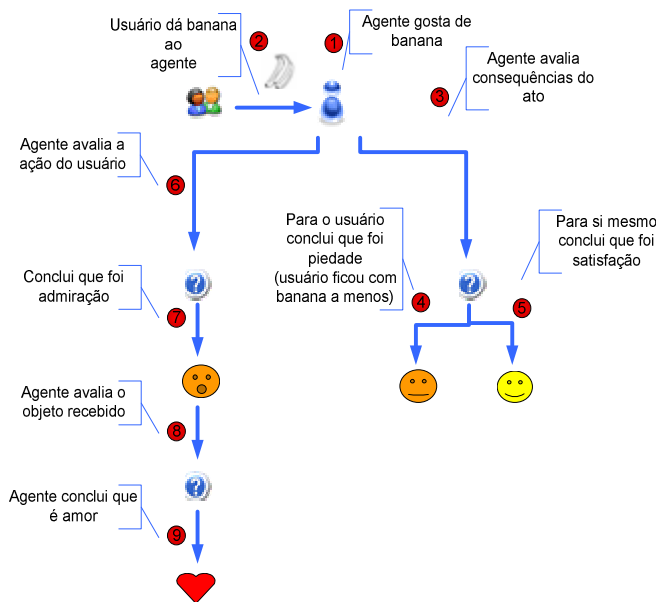 Usuário dá banana
ao
agente
2
1
Agente gosta de
banana
Agente avalia
consequências do
ato
3
Agente avalia a
ação do usuário
6
Para o usuário
conclui que foi
piedade
(usuário ficou com
banana a menos)
4
Para si mesmo
conclui que foi
satisfação
5
Conclui que foi
admiração
7
Agente avalia o
objeto recebido
8
Agente conclui que
é amor
9